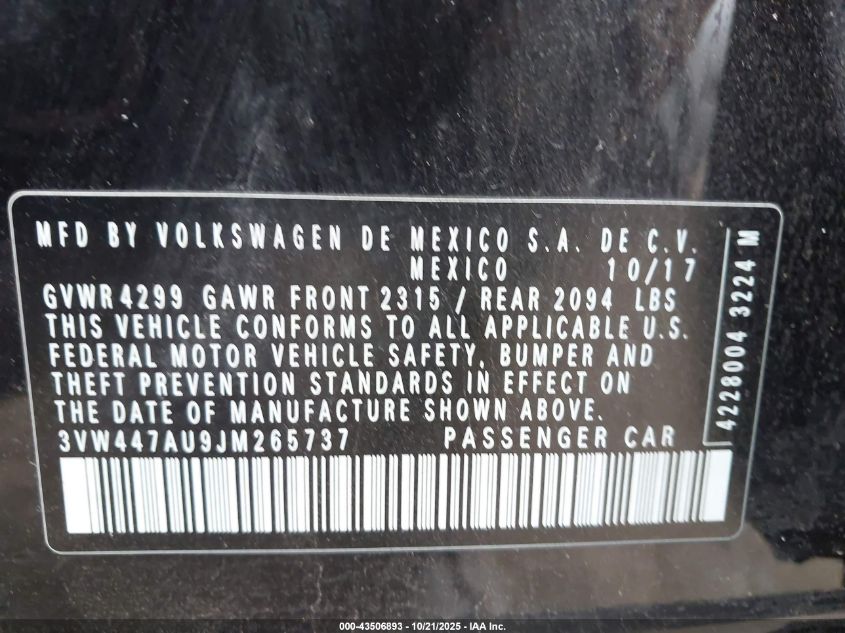 MFD BY VOLKSWAGEN DE MEXICO S.A. DE C.V.
MEXICO 10/17
GVWR 4299 GAWR FRONT 2315 / REAR 2094 LBS
THIS VEHICLE CONFORMS TO ALL APPLICABLE U.S.
FEDERAL MOTOR VEHICLE SAFETY, BUMPER AND
THEFT PREVENTION STANDARDS IN EFFECT ON
THE DATE OF MANUFACTURE SHOWN ABOVE.
3VW447AU9JM265737 PASSENGER CAR
4228004 3224 M
000-43506893 - 10/21/2025 - IAA Inc.